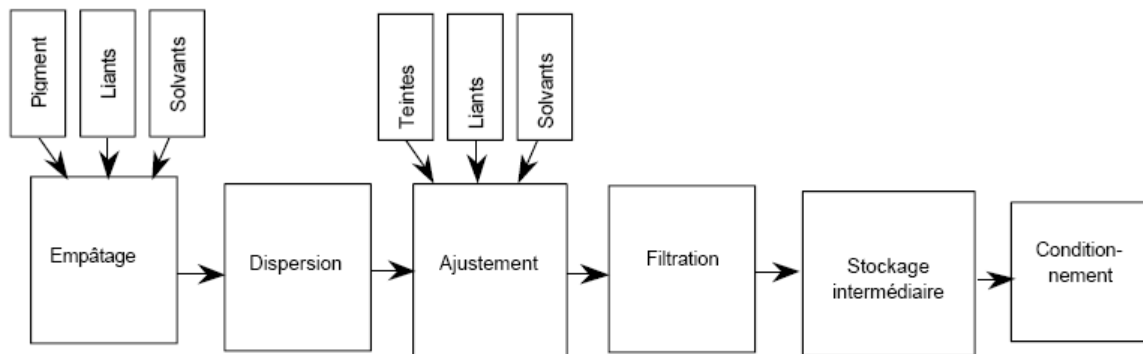 Pigment
Liants
Solvants
Teintes
Liants
Solvants
Empâtage
Dispersion
Ajustement
Filtration
Stockage
intermédiaire
Condition-
nement